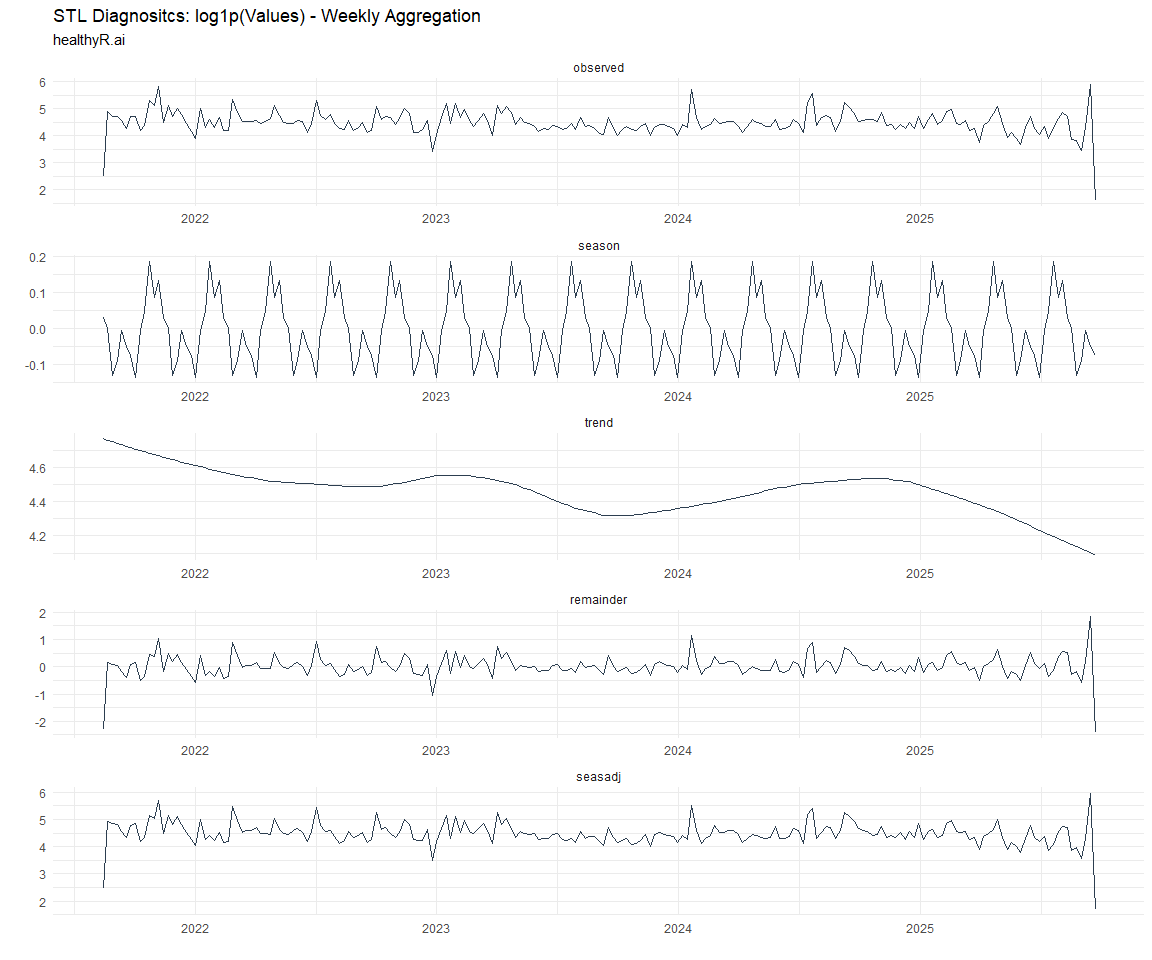 STL Diagnositcs: log1p(Values) - Weekly Aggregation
healthyR.ai
observed
6
5
4
3
2
2022 2023 2024 2025
season
0.2
0.1
0.0
-0.1
2022 2023 2024 2025
trend
4.6
4.4
4.2
2022 2023 2024 2025
remainder
2
1
0
-1
-2
2022 2023 2024 2025
seasadj
6
5
4
3
2
2022 2023 2024 2025